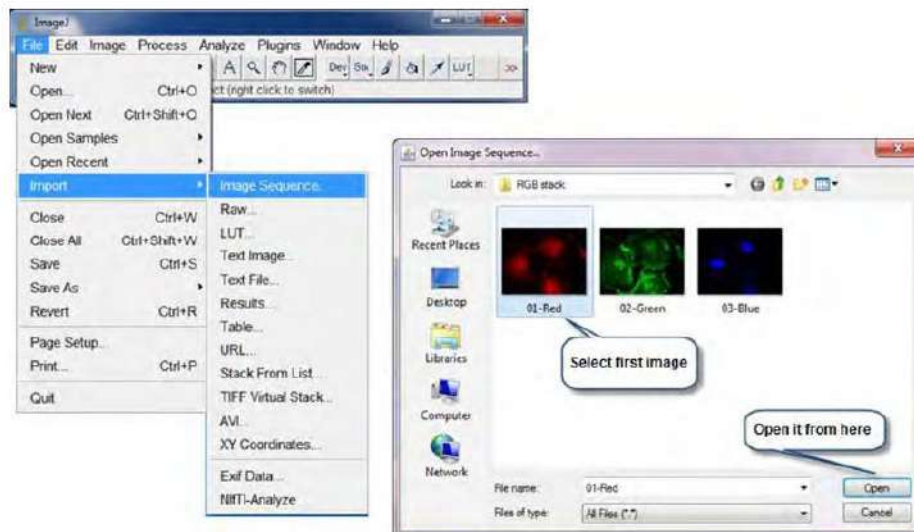 ImageJ
File Edit Image Process Analyze Plugins Window Help
A Dev Stk LUT >>
ct (right click to switch)
New
Open... Ctrl+O
Open Next Ctrl+Shift+O
Open Samples
Open Recent
Import
Close Ctrl+W
Close All Ctrl+Shift+W
Save Ctrl+S
Save As
Revert Ctrl+R
Page Setup...
Print... Ctrl+P
Quit
Image Sequence...
Raw...
LUT...
Text Image...
Text File...
Results...
Table...
URL...
Stack From List...
TIFF Virtual Stack...
AVI...
XY Coordinates...
Exif Data...
NIfTI-Analyze
Open Image Sequence...
Look in: RGB stack
Recent Places
Desktop
Libraries
Computer
Network
01-Red 02-Green 03-Blue
Select first image
Open it from here
File name: 01-Red Open
Files of type: All Files (*.*) Cancel